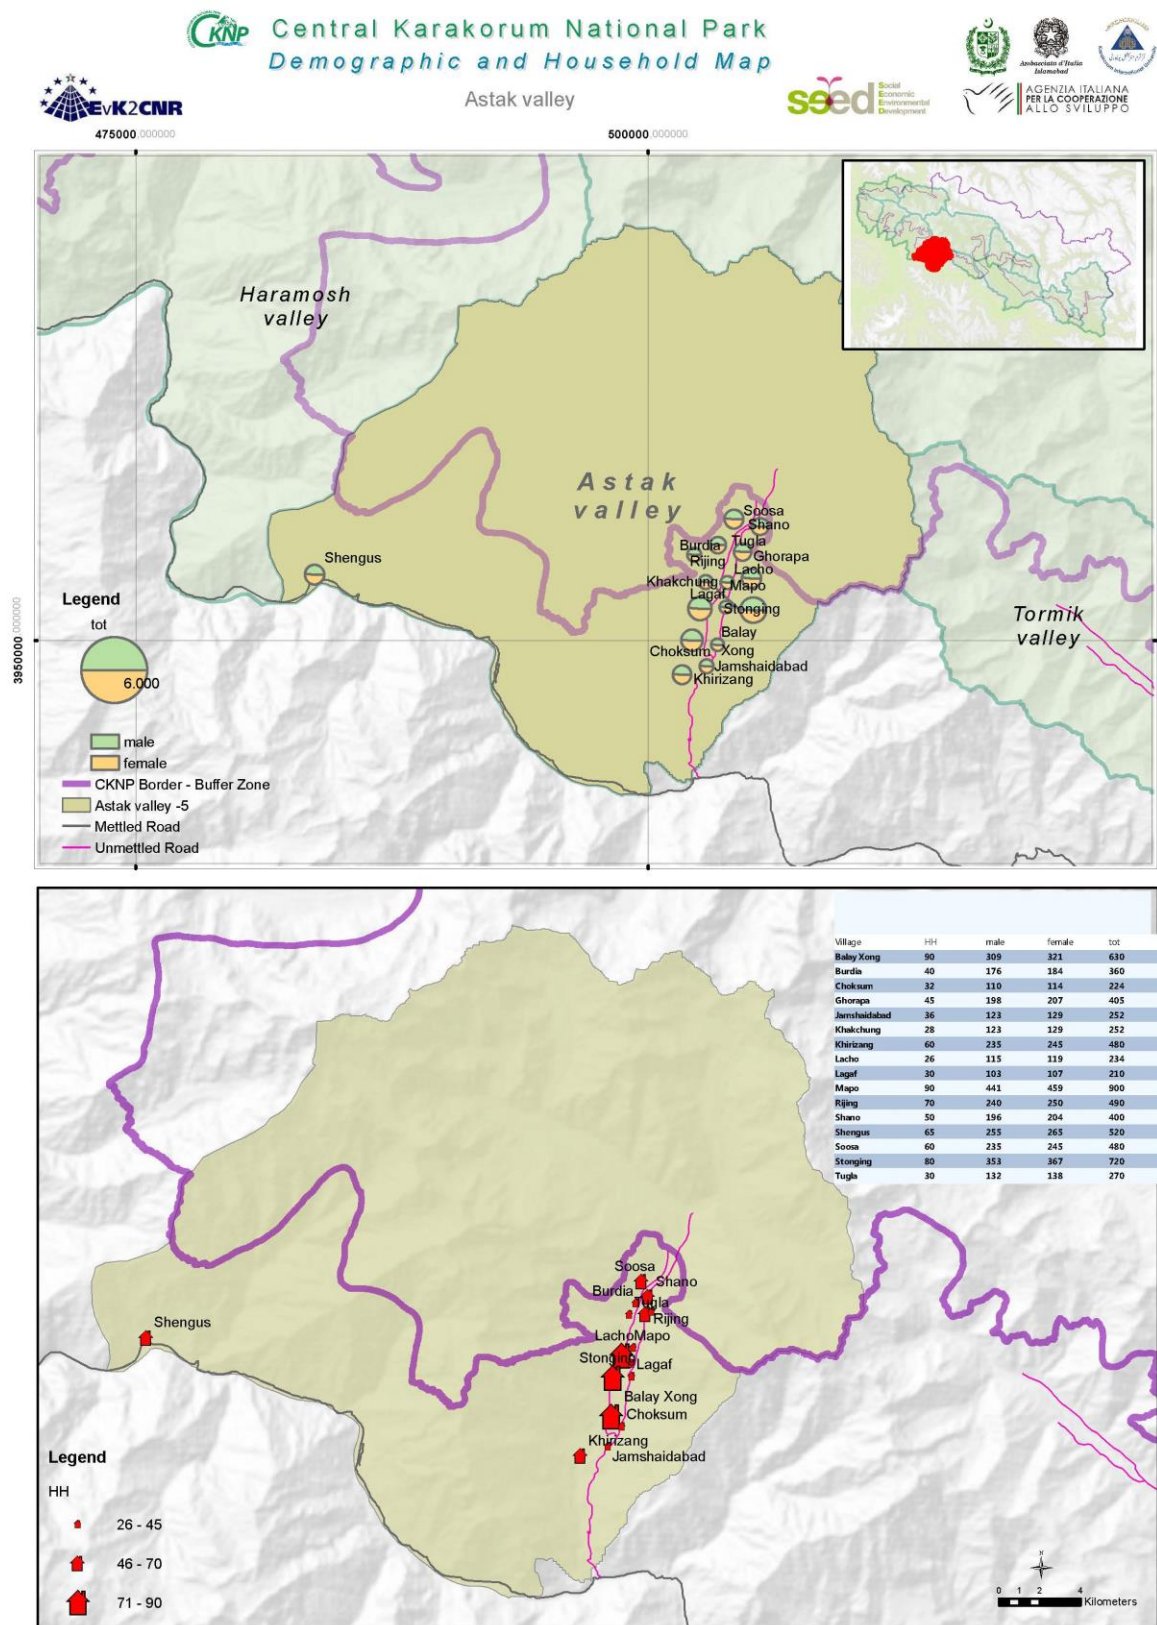 CKNP
Central Karakorum National Park
Demographic and Household Map
Astak valley
EvK2CNR
seed
Social
Economic
Environmental
Development
Ambasciata d'Italia
Islamabad
AGENZIA ITALIANA
PER LA COOPERAZIONE
ALLO SVILUPPO
475000.000000
500000.000000
3950000.000000
Haramosh
valley
Astak
valley
Tormik
valley
Shengus
Soosa
Shano
Burdia
Tugla
Rijing
Ghorapa
Lacho
Khakchung
Mapo
Lagaf
Stonging
Balay
Choksum
Xong
Jamshaidabad
Khirizang
Legend
tot
6.000
male
female
CKNP Border - Buffer Zone
Astak valley -5
Mettled Road
Unmettled Road
Village HH male female tot
Balay Xong 90 309 321 630
Burdia 40 176 184 360
Choksum 32 110 114 224
Ghorapa 45 198 207 405
Jamshaidabad 36 123 129 252
Khakchung 28 123 129 252
Khirizang 60 235 245 480
Lacho 26 115 119 234
Lagaf 30 103 107 210
Mapo 90 441 459 900
Rijing 70 240 250 490
Shano 50 196 204 400
Shengus 65 255 265 520
Soosa 60 235 245 480
Stonging 80 353 367 720
Tugla 30 132 138 270
Soosa
Shano
Burdia
Tugla
Rijing
Shengus
Lacho
Mapo
Stonging
Lagaf
Balay Xong
Choksum
Khirizang
Jamshaidabad
Legend
HH
26 - 45
46 - 70
71 - 90
N
0 1 2 4
Kilometers